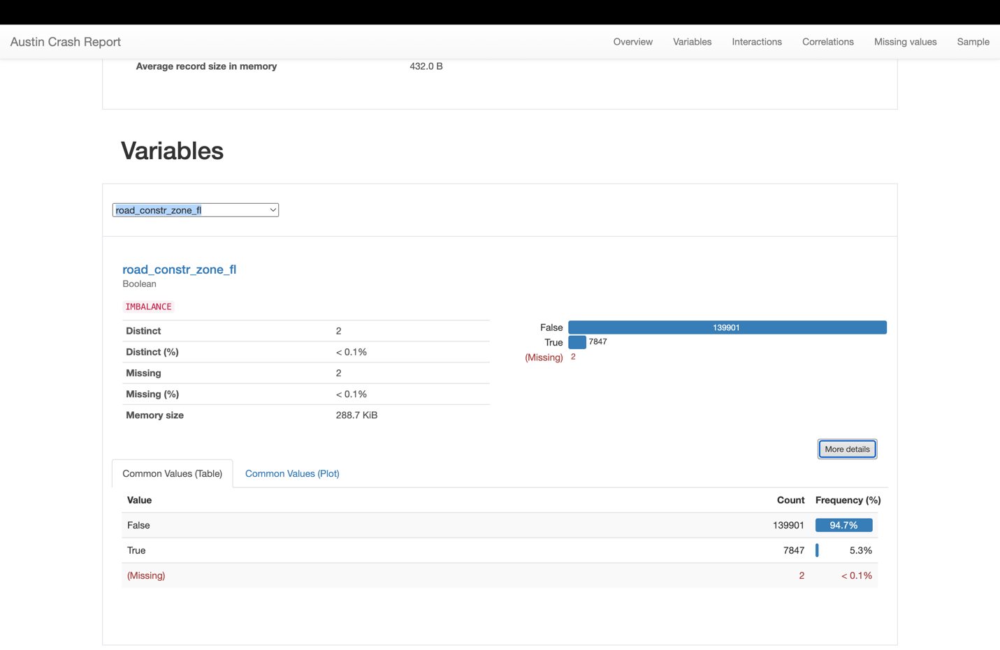 Austin Crash Report Overview Variables Interactions Correlations Missing values Sample
Average record size in memory 432.0 B
Variables
road_constr_zone_fl
road_constr_zone_fl
Boolean
IMBALANCE
Distinct 2
Distinct (%) < 0.1%
Missing 2
Missing (%) < 0.1%
Memory size 288.7 KiB
False 139901
True 7847
(Missing) 2
More details
Common Values (Table) Common Values (Plot)
Value Count Frequency (%)
False 139901 94.7%
True 7847 5.3%
(Missing) 2 < 0.1%